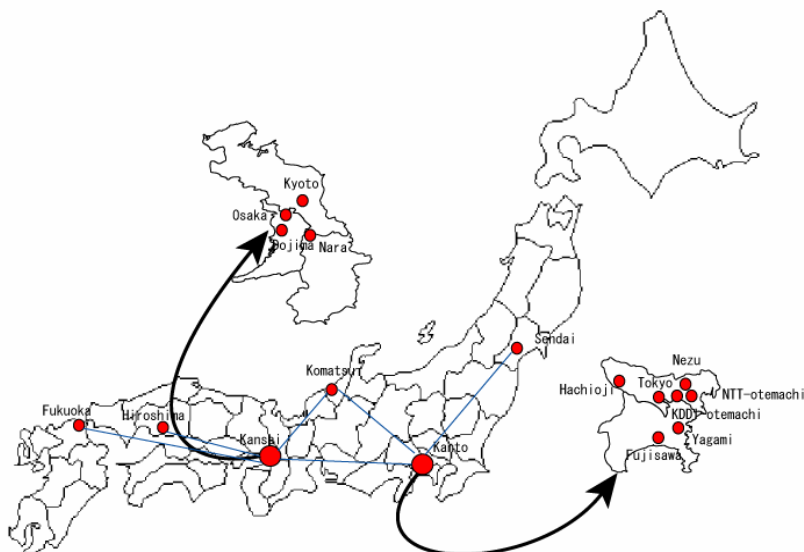 Kyoto
Osaka
Dojima
Nara
Sendai
Komatsu
Nezu
Hachioji
Tokyo
NTT-otemachi
KDDI-otemachi
Fukuoka
Hiroshima
Yagami
Kansai
Kanto
Fujisawa